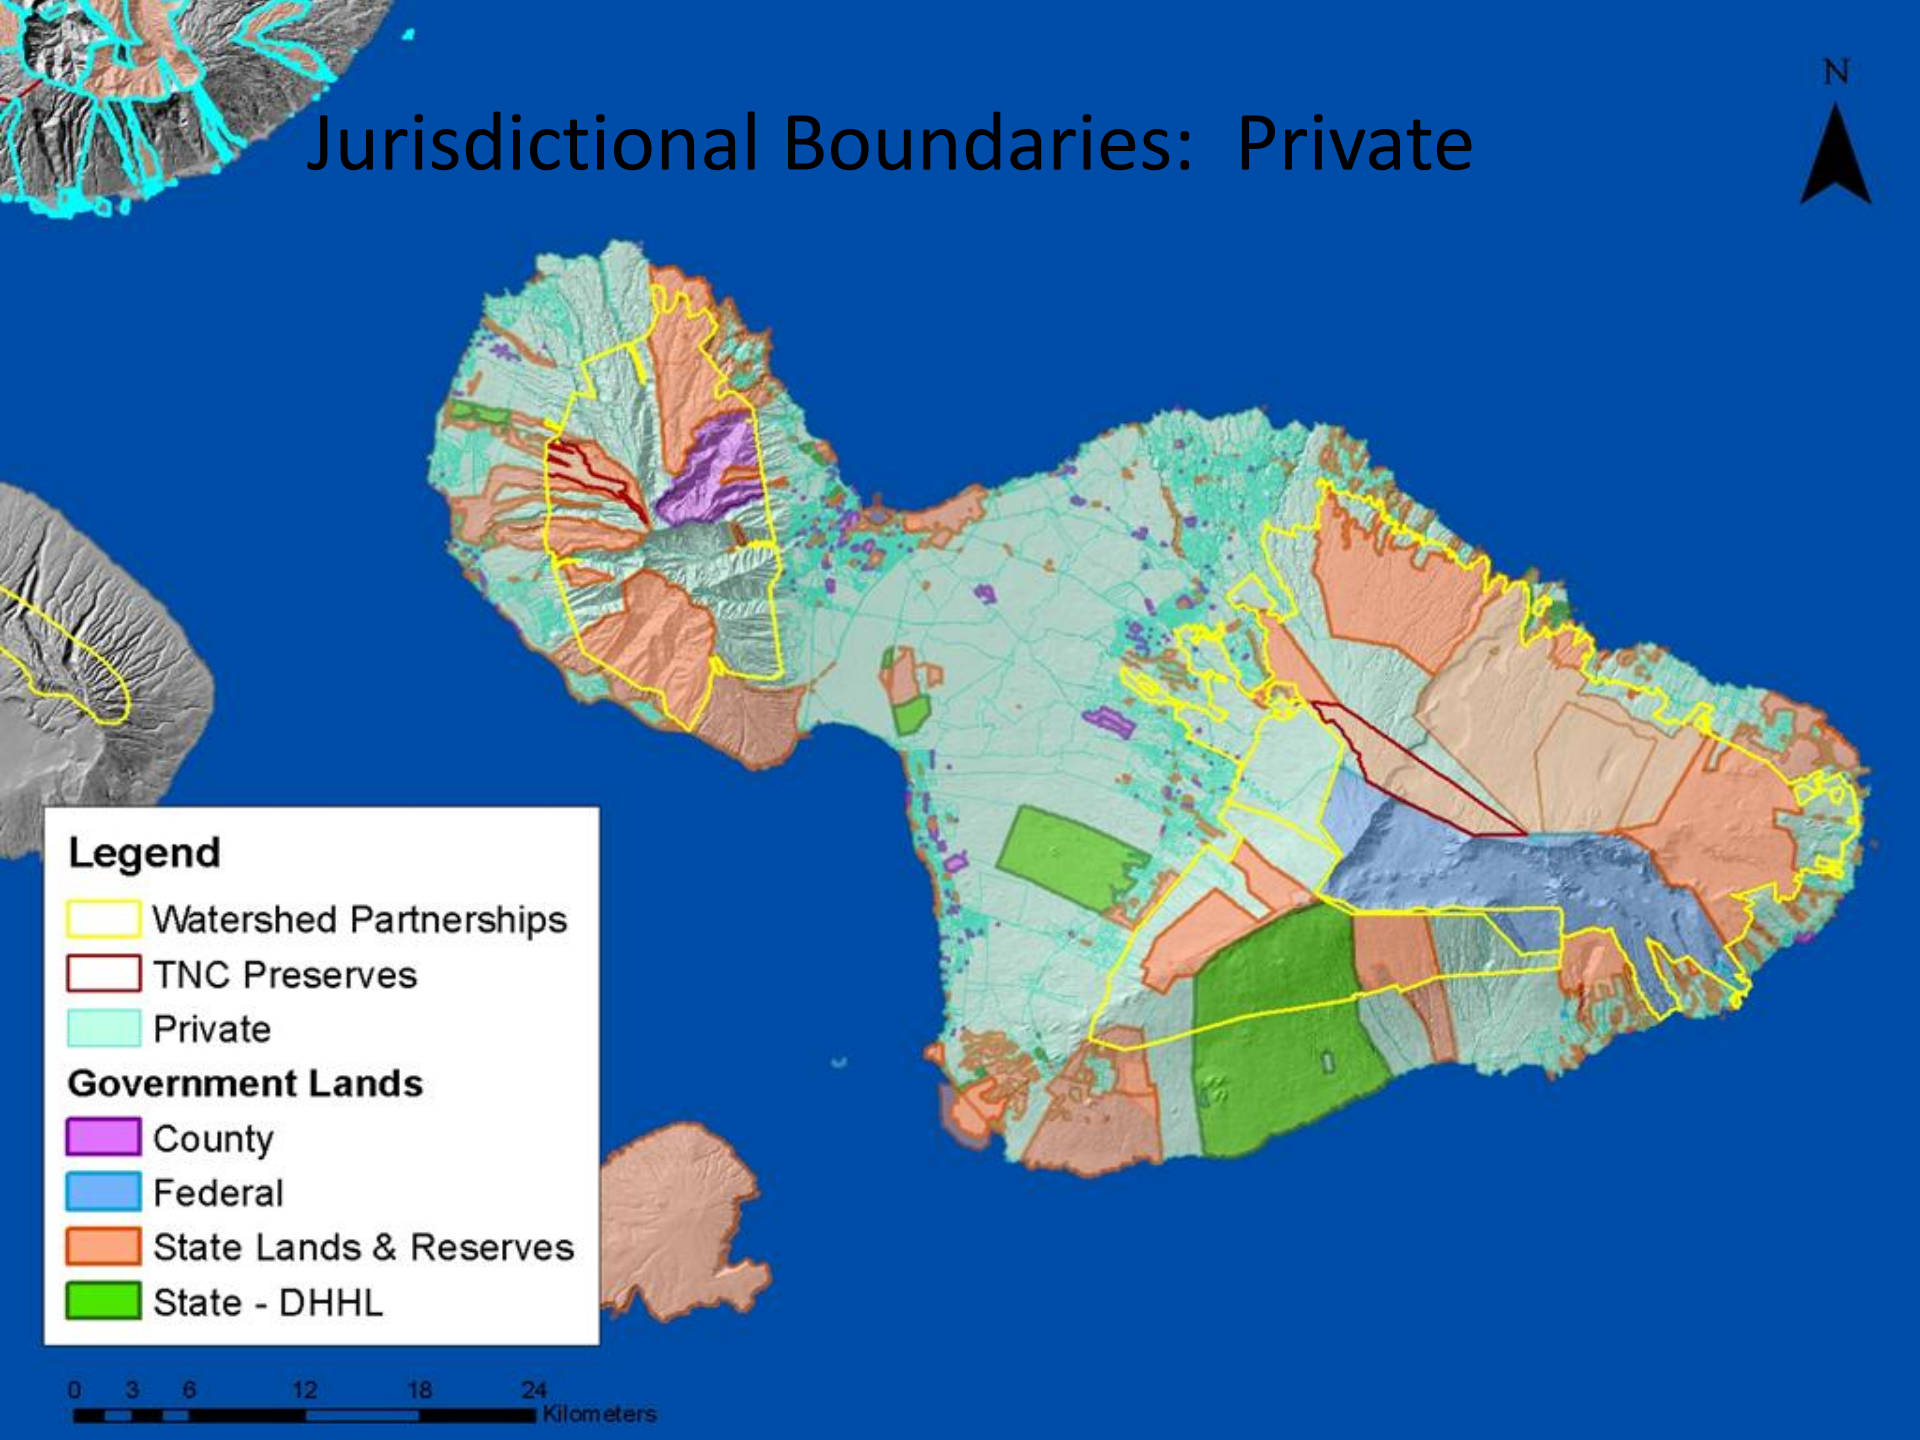 N
Jurisdictional Boundaries: Private
Legend
Watershed Partnerships
TNC Preserves
Private
Government Lands
County
Federal
State Lands & Reserves
State - DHHL
0 3 6 12 18 24
Kilometers